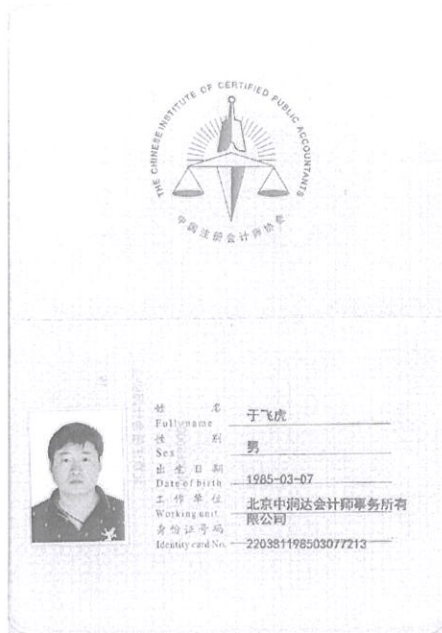 THE CHINESE INSTITUTE OF CERTIFIED PUBLIC ACCOUNTANTS
中国注册会计师协会
姓 名 于飞虎
Full name
性 别 男
Sex
出生日期
Date of birth 1985-03-07
工作单位 北京中润达会计师事务所有
Working unit 限公司
身份证号码
Identity card No. 220381198503077213